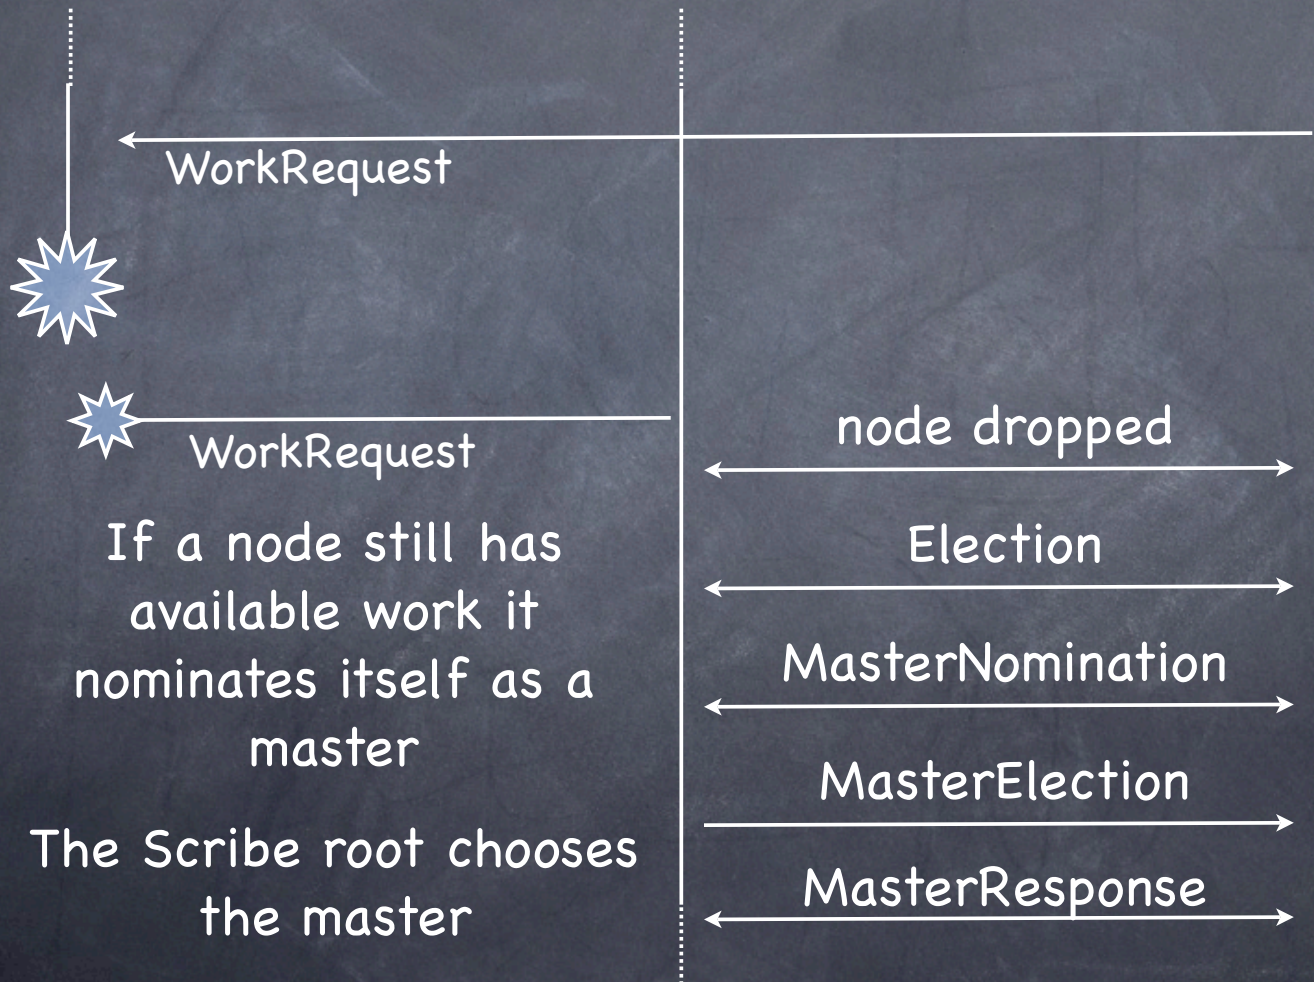 WorkRequest
WorkRequest
node dropped
Election
MasterNomination
MasterElection
MasterResponse
If a node still has
available work it
nominates itself as a
master
The Scribe root chooses
the master